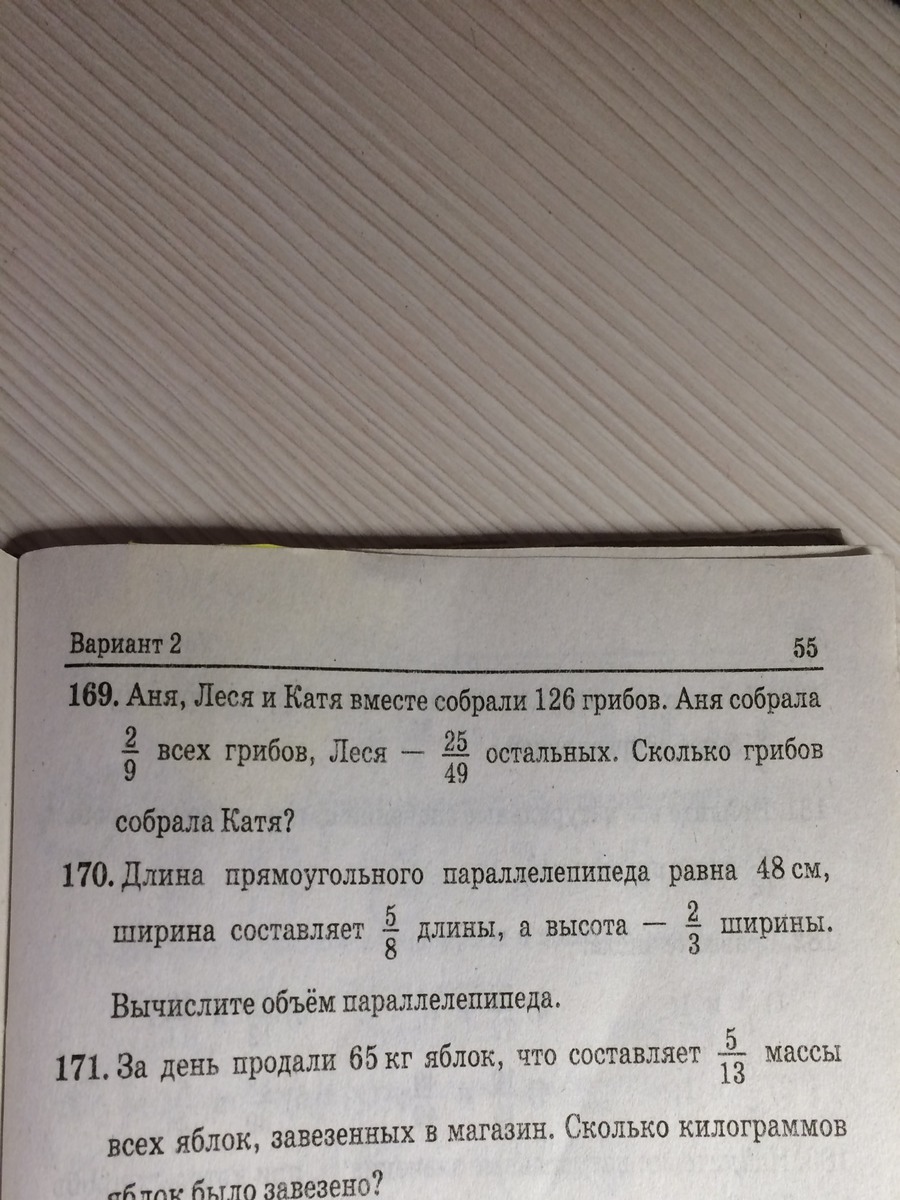 Вариант 2 55
169. Аня, Леся и Катя вместе собрали 126 грибов. Аня собрала
2/9 всех грибов, Леся — 25/49 остальных. Сколько грибов
собрала Катя?
170. Длина прямоугольного параллелепипеда равна 48 см,
ширина составляет 5/8 длины, а высота — 2/3 ширины.
Вычислите объём параллелепипеда.
171. За день продали 65 кг яблок, что составляет 5/13 массы
всех яблок, завезенных в магазин. Сколько килограммов
яблок было завезено?